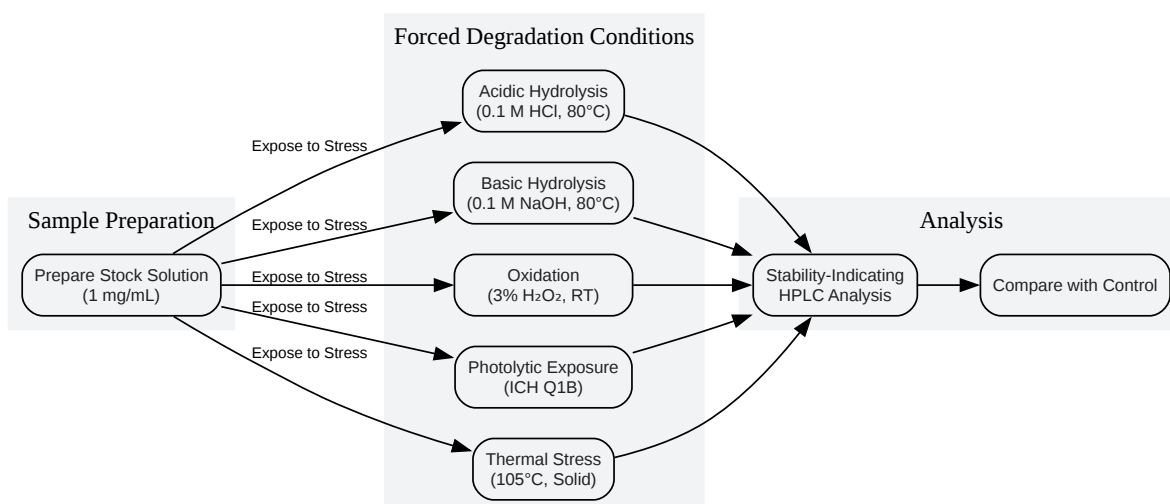 Forced Degradation Conditions
Acidic Hydrolysis
(0.1 M HCl, 80°C)
Expose to Stress
Basic Hydrolysis
(0.1 M NaOH, 80°C)
Sample Preparation
Expose to Stress
Analysis
Prepare Stock Solution
(1 mg/mL)
Expose to Stress
Oxidation
(3% H₂O₂, RT)
Stability-Indicating
HPLC Analysis
Compare with Control
Expose to Stress
Photolytic Exposure
(ICH Q1B)
Expose to Stress
Thermal Stress
(105°C, Solid)